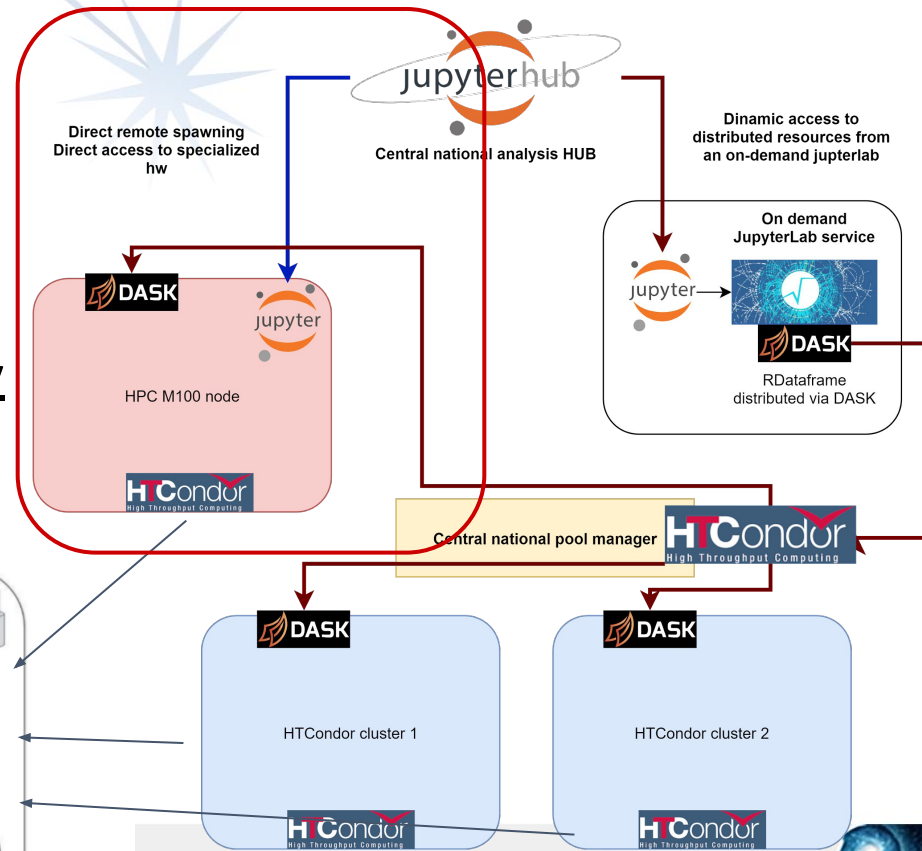 jupyterhub
Central national analysis HUB
Direct remote spawning
Direct access to specialized
hw
Dinamic access to
distributed resources from
an on-demand jupterlab
On demand
JupyterLab service
jupyter
DASK
RDataframe
distributed via DASK
DASK
jupyter
HPC M100 node
HTCondor
High Throughput Computing
Central national pool manager
HTCondor
High Throughput Computing
DASK
HTCondor cluster 1
HTCondor
High Throughput Computing
DASK
HTCondor cluster 2
HTCondor
High Throughput Computing